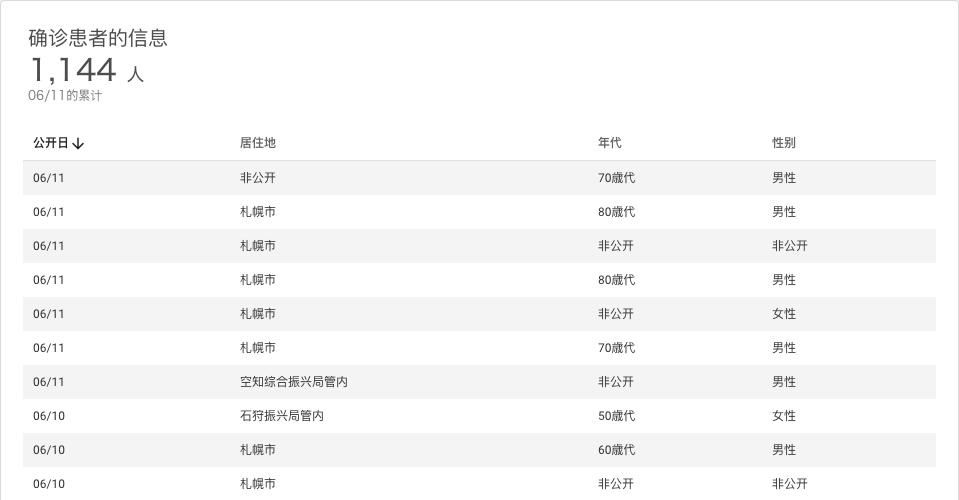 确诊患者的信息
1,144 人
06/11的累计
公开日↓ 居住地 年代 性别
06/11 非公开 70歳代 男性
06/11 札幌市 80歳代 男性
06/11 札幌市 非公开 非公开
06/11 札幌市 80歳代 男性
06/11 札幌市 非公开 女性
06/11 札幌市 70歳代 男性
06/11 空知综合振兴局管内 非公开 男性
06/10 石狩振兴局管内 50歳代 女性
06/10 札幌市 60歳代 男性
06/10 札幌市 非公开 非公开